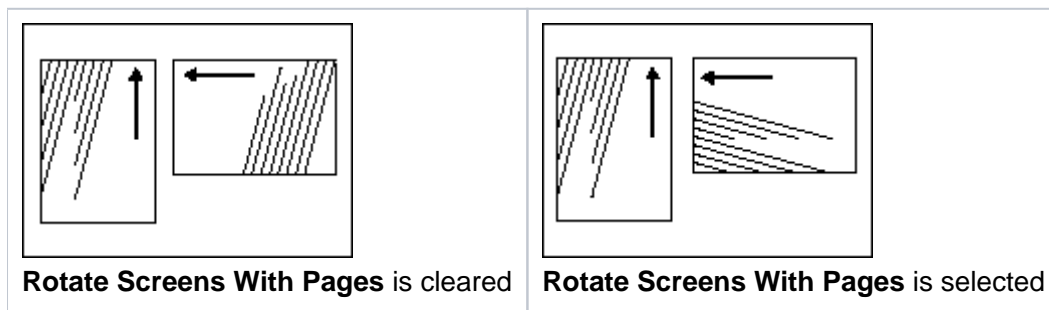 Rotate Screens With Pages is cleared
Rotate Screens With Pages is selected